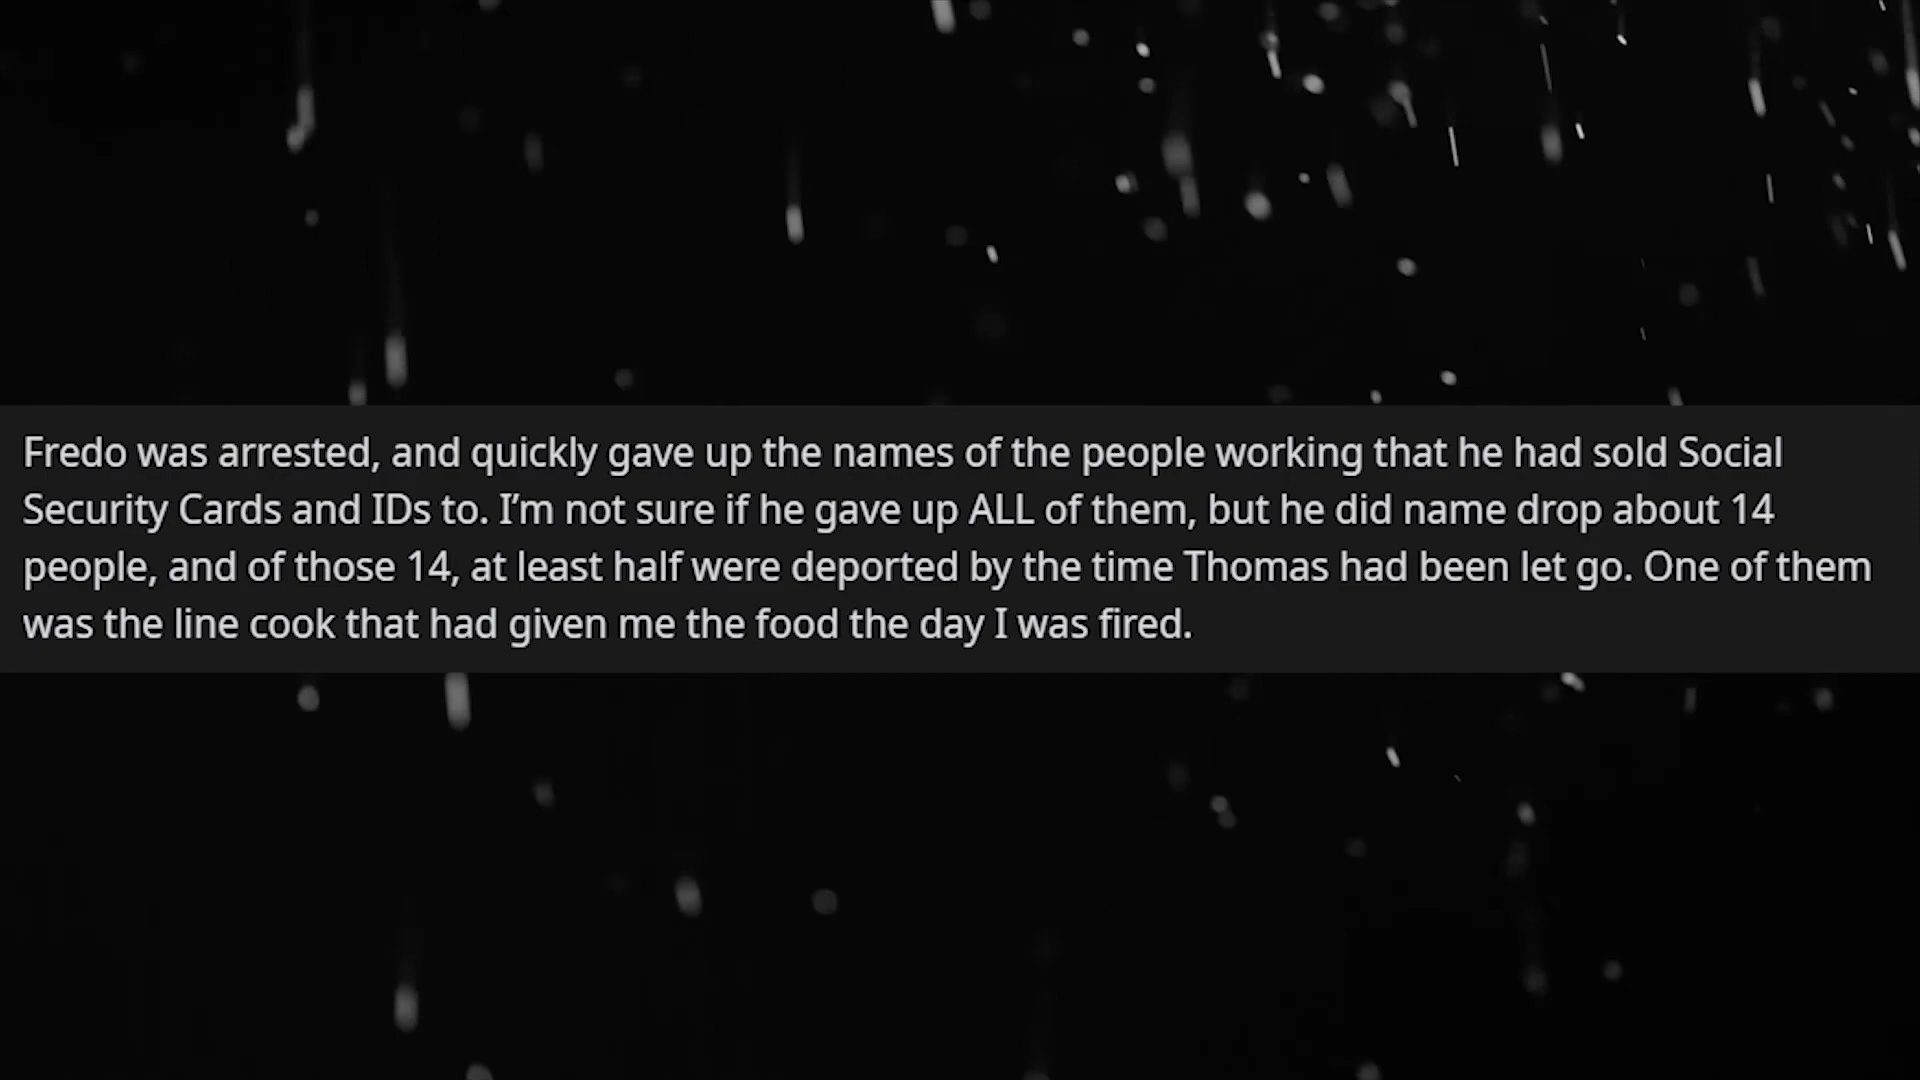 Fredo was arrested, and quickly gave up the names of the people working that he had sold Social
Security Cards and IDs to. I’m not sure if he gave up ALL of them, but he did name drop about 14
people, and of those 14, at least half were deported by the time Thomas had been let go. One of them
was the line cook that had given me the food the day I was fired.